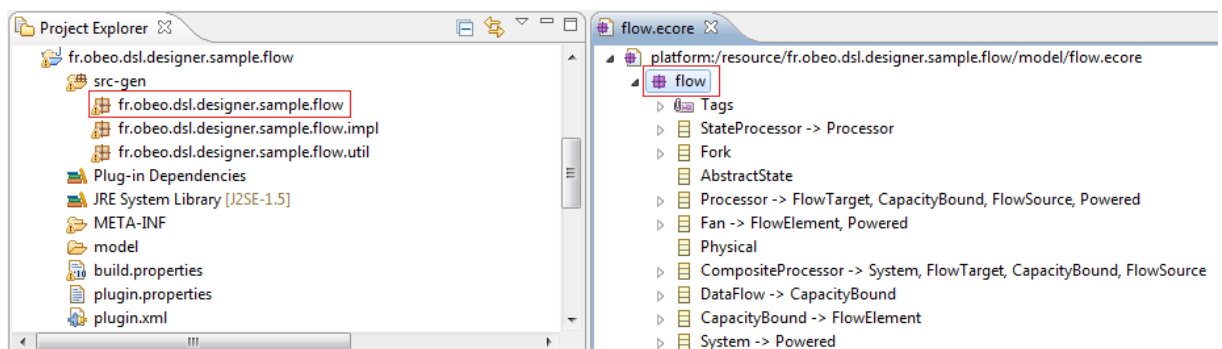 Project Explorer
fr.obeo.dsl.designer.sample.flow
src-gen
fr.obeo.dsl.designer.sample.flow
fr.obeo.dsl.designer.sample.flow.impl
fr.obeo.dsl.designer.sample.flow.util
Plug-in Dependencies
JRE System Library [J2SE-1.5]
META-INF
model
build.properties
plugin.properties
plugin.xml
flow.ecore
platform:/resource/fr.obeo.dsl.designer.sample.flow/model/flow.ecore
flow
Tags
StateProcessor -> Processor
Fork
AbstractState
Processor -> FlowTarget, CapacityBound, FlowSource, Powered
Fan -> FlowElement, Powered
Physical
CompositeProcessor -> System, FlowTarget, CapacityBound, FlowSource
DataFlow -> CapacityBound
CapacityBound -> FlowElement
System -> Powered